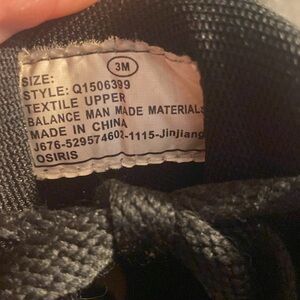 SIZE: 3M
STYLE: Q1506399
TEXTILE UPPER
BALANCE MAN MADE MATERIALS
MADE IN CHINA
J676-529574602-1115-Jinjiang
OSIRIS